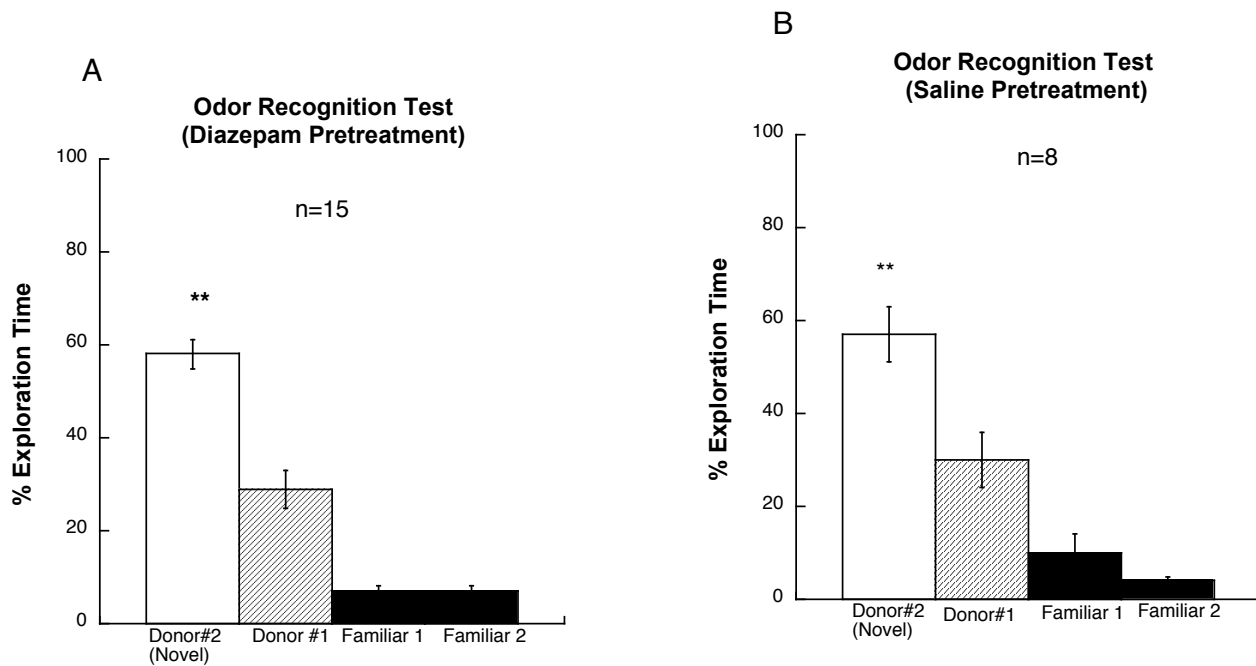 A
Odor Recognition Test
(Diazepam Pretreatment)
n=15
**
% Exploration Time
100
80
60
40
20
0
Donor#2
(Novel)
Donor #1
Familiar 1
Familiar 2
B
Odor Recognition Test
(Saline Pretreatment)
n=8
**
% Exploration Time
100
80
60
40
20
0
Donor#2
(Novel)
Donor#1
Familiar 1
Familiar 2